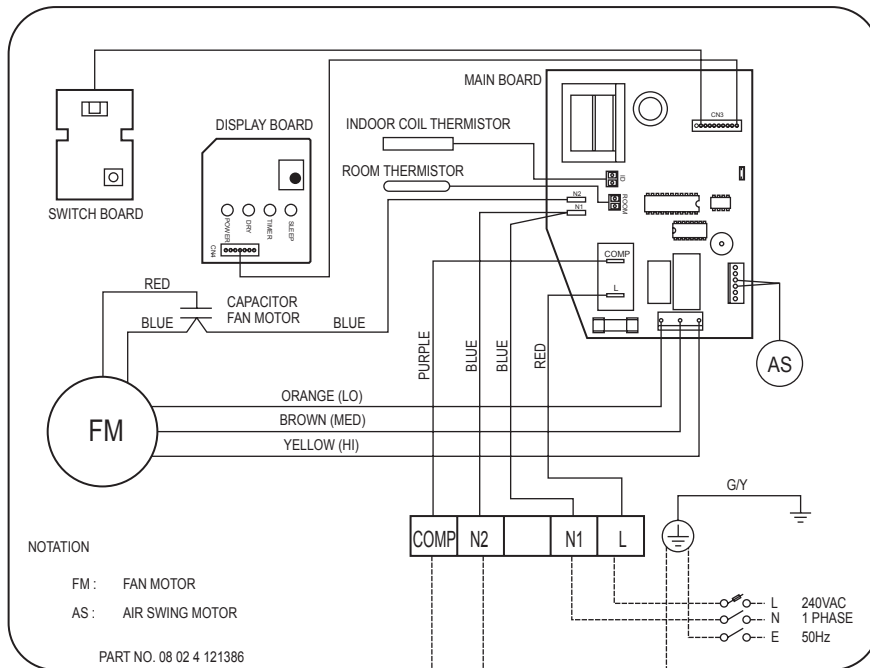 MAIN BOARD
CN3
DISPLAY BOARD
INDOOR COIL THERMISTOR
ROOM THERMISTOR
ID
ROOM
N2
N1
SWITCH BOARD
POWER
DRY
TIMER
SLEEP
CN4
COMP
L
RED
CAPACITOR
FAN MOTOR
BLUE
BLUE
PURPLE
BLUE
BLUE
RED
AS
ORANGE (LO)
BROWN (MED)
YELLOW (HI)
FM
G/Y
COMP N2 N1 L
NOTATION
FM : FAN MOTOR
AS : AIR SWING MOTOR
L 240VAC
N 1 PHASE
E 50Hz
PART NO. 08 02 4 121386